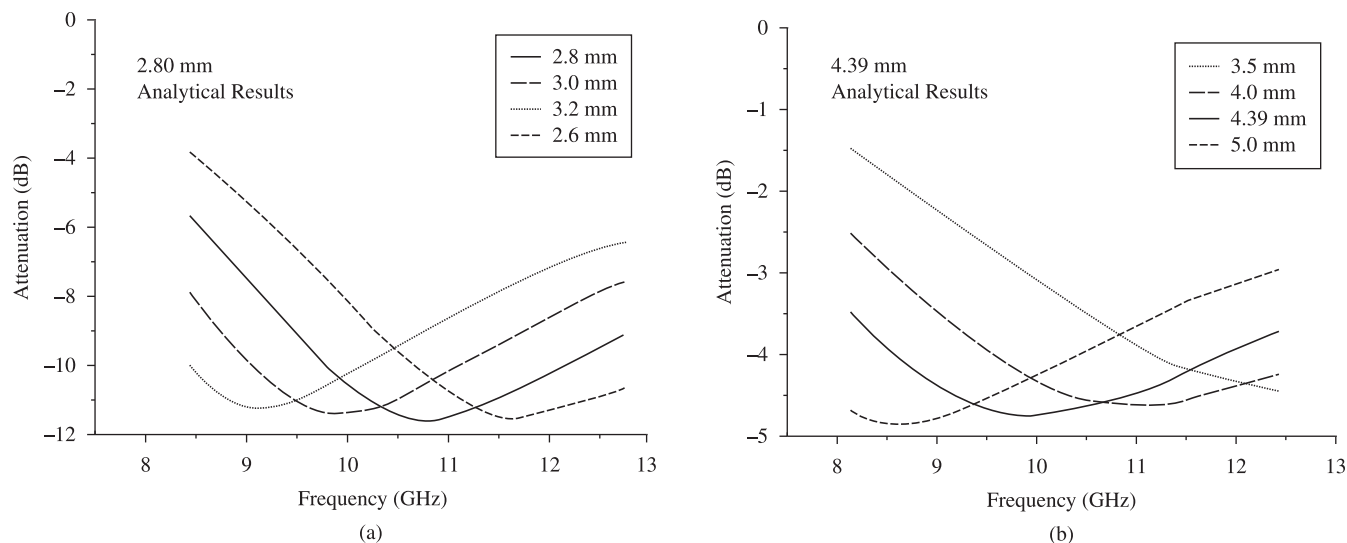 0
−2
−4
−6
−8
−10
−12
Attenuation (dB)
2.80 mm
Analytical Results
2.8 mm
3.0 mm
3.2 mm
2.6 mm
8 9 10 11 12 13
Frequency (GHz)
(a)
0
−1
−2
−3
−4
−5
Attenuation (dB)
4.39 mm
Analytical Results
3.5 mm
4.0 mm
4.39 mm
5.0 mm
8 9 10 11 12 13
Frequency (GHz)
(b)